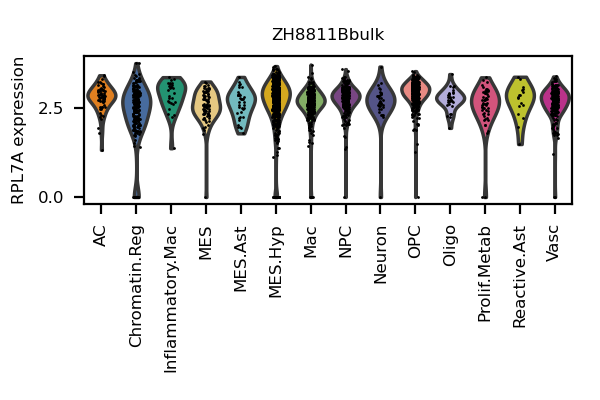 ZH8811Bbulk
RPL7A expression
2.5
0.0
AC
Chromatin.Reg
Inflammatory.Mac
MES
MES.Ast
MES.Hyp
Mac
NPC
Neuron
OPC
Oligo
Prolif.Metab
Reactive.Ast
Vasc